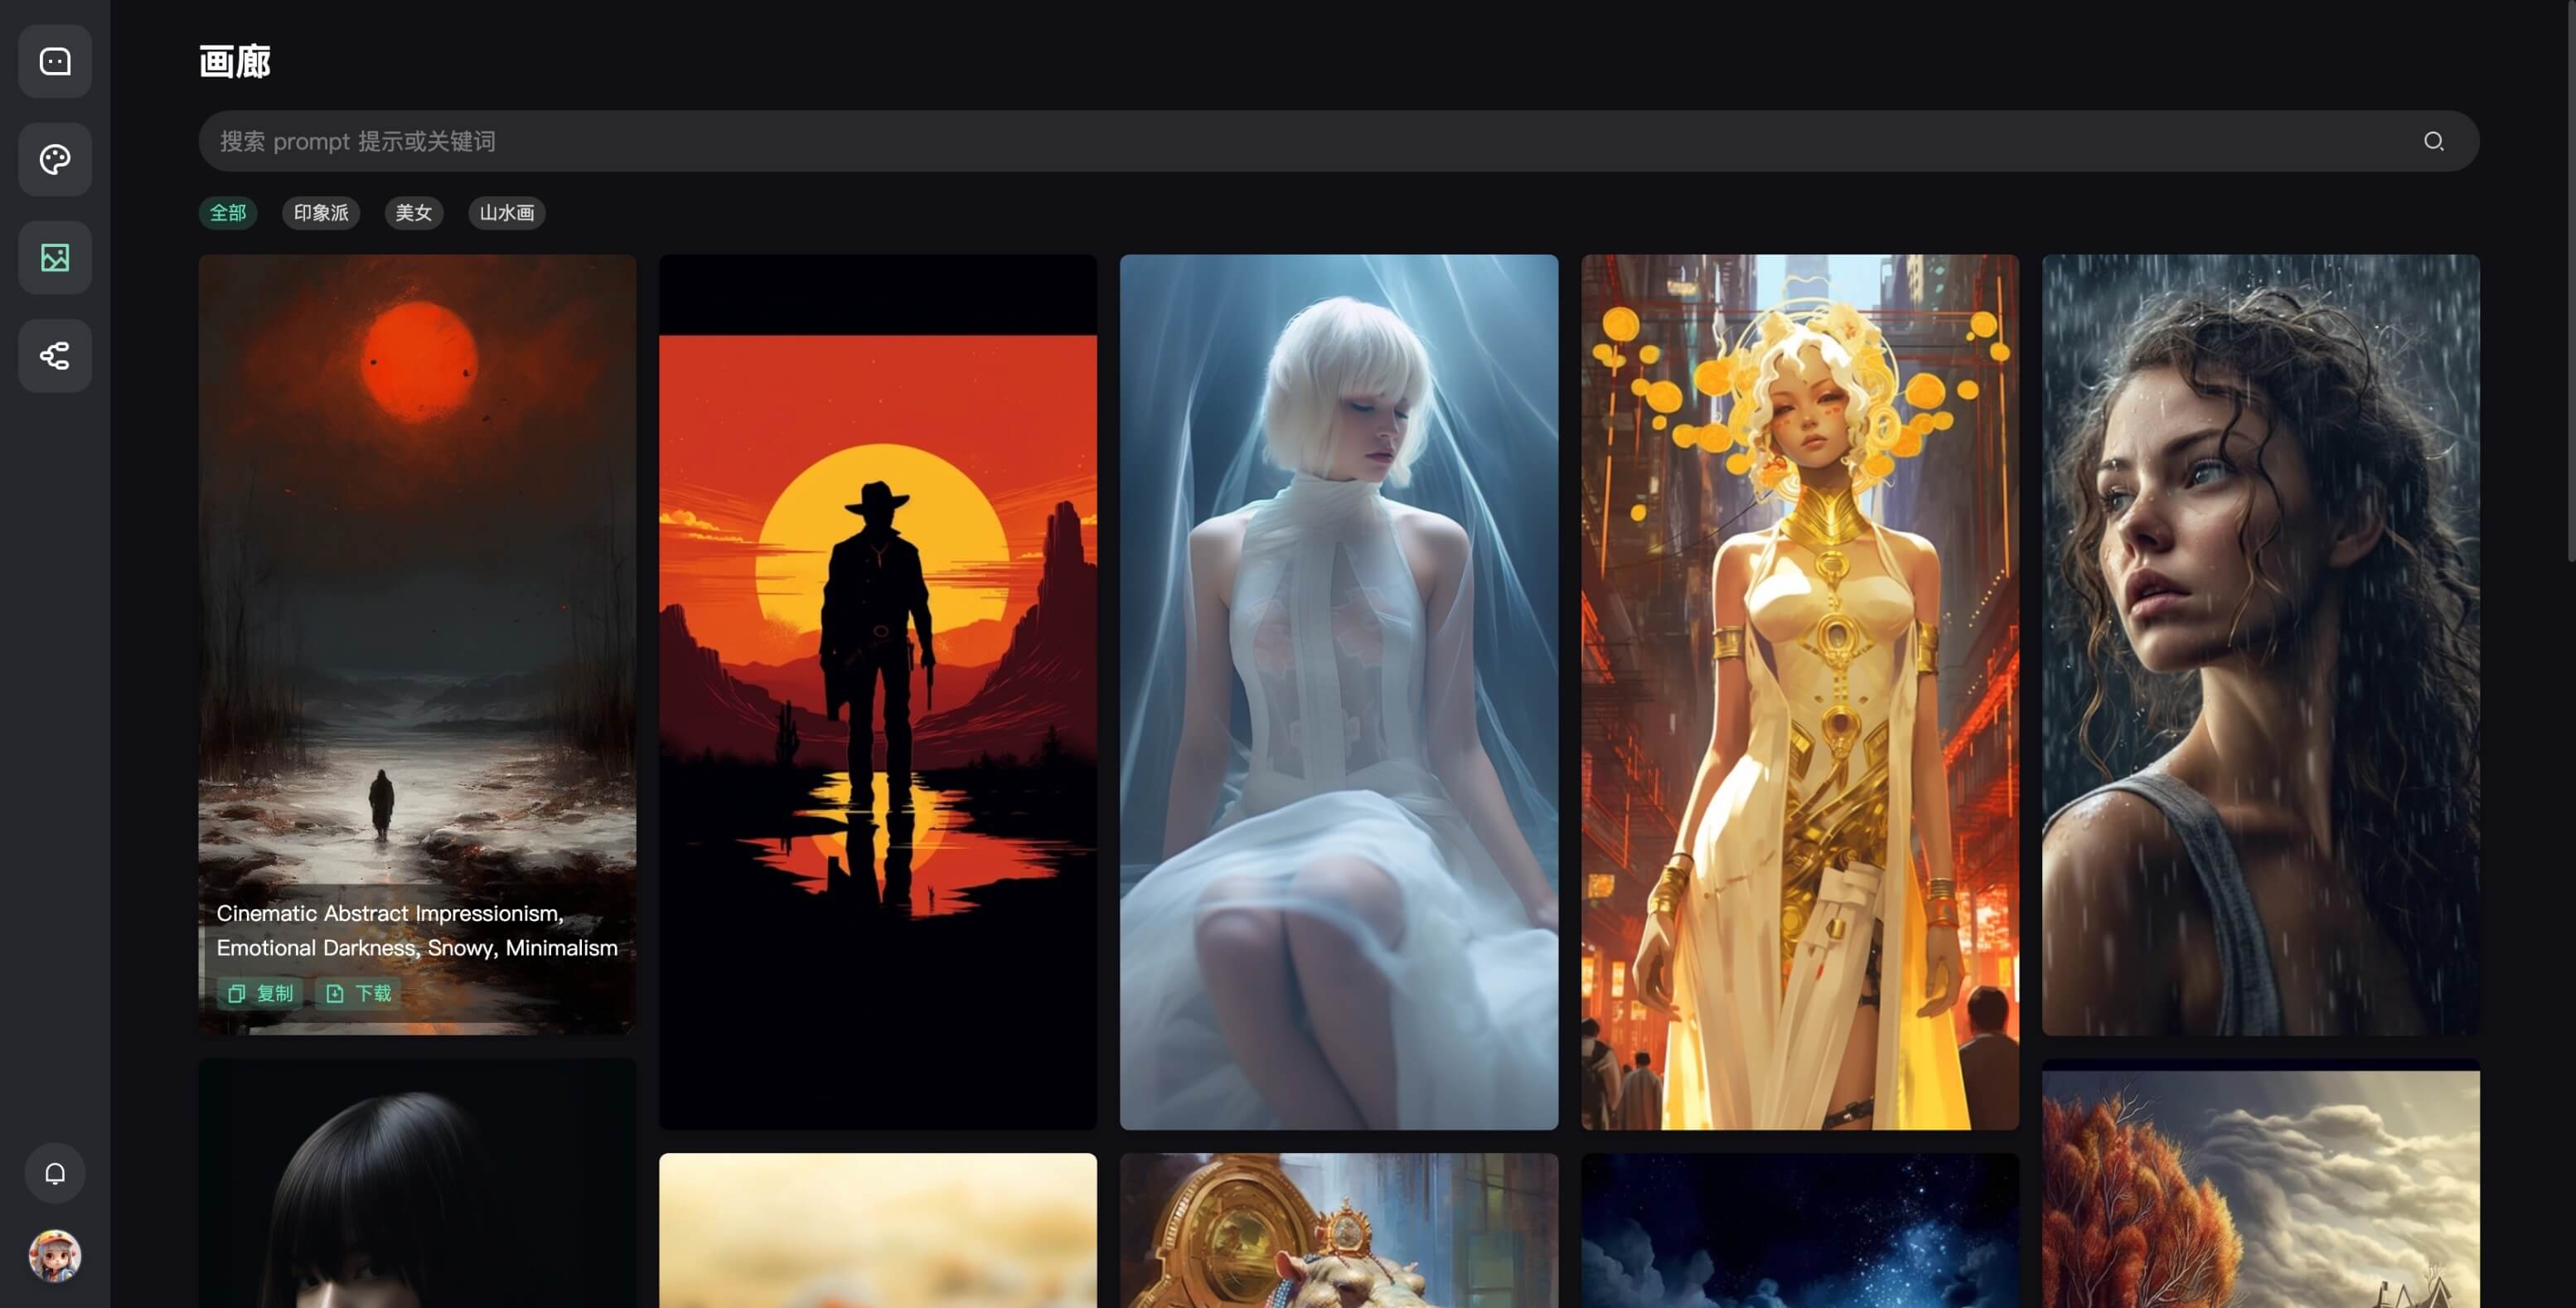 画廊
搜索 prompt 提示或关键词
全部
印象派
美女
山水画
Cinematic Abstract Impressionism,
Emotional Darkness, Snowy, Minimalism
复制
下载